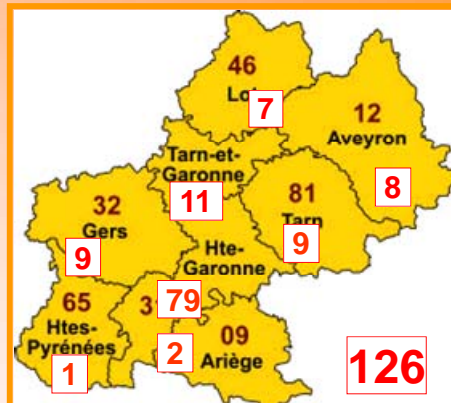 46
Lot
7
12
Aveyron
8
Tarn-et-
Garonne
11
81
Tarn
9
32
Gers
9
Hte-
Garonne
79
65
Htes-
Pyrénées
1
3
2
09
Ariège
126